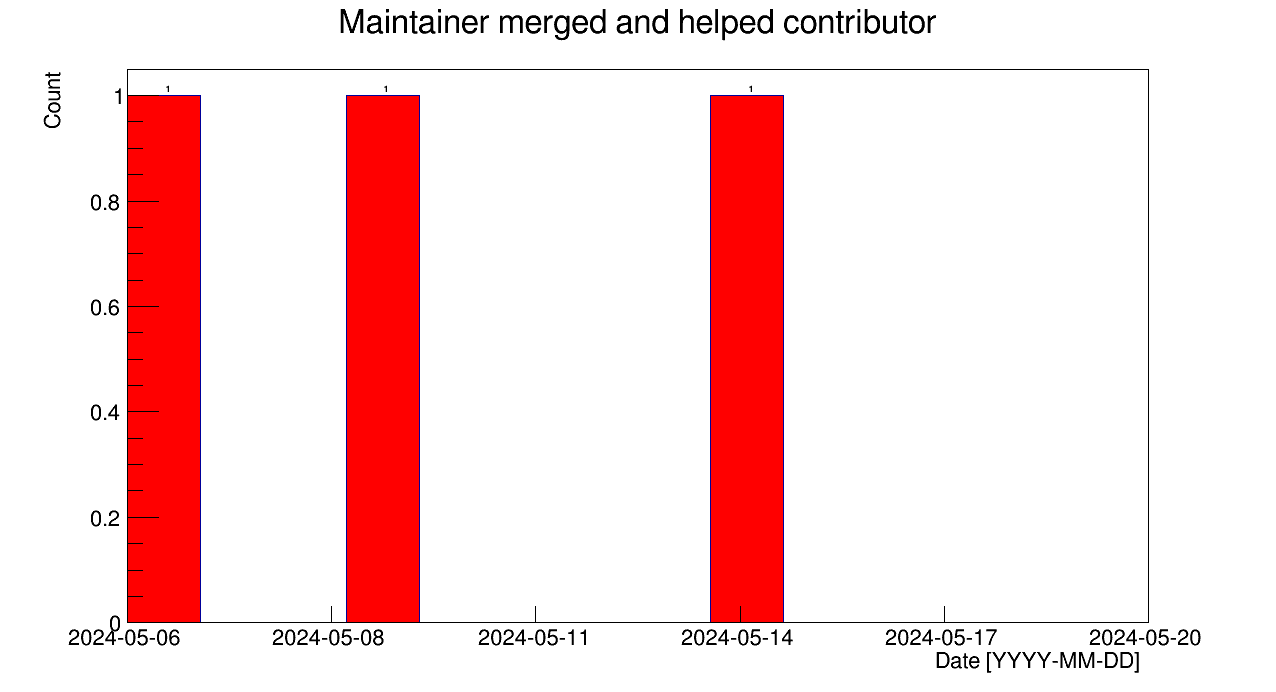 Maintainer merged and helped contributor
Count
1 1 1
1
0.8
0.6
0.4
0.2
0
2024-05-06 2024-05-08 2024-05-11 2024-05-14 2024-05-17 2024-05-20
Date [YYYY-MM-DD]